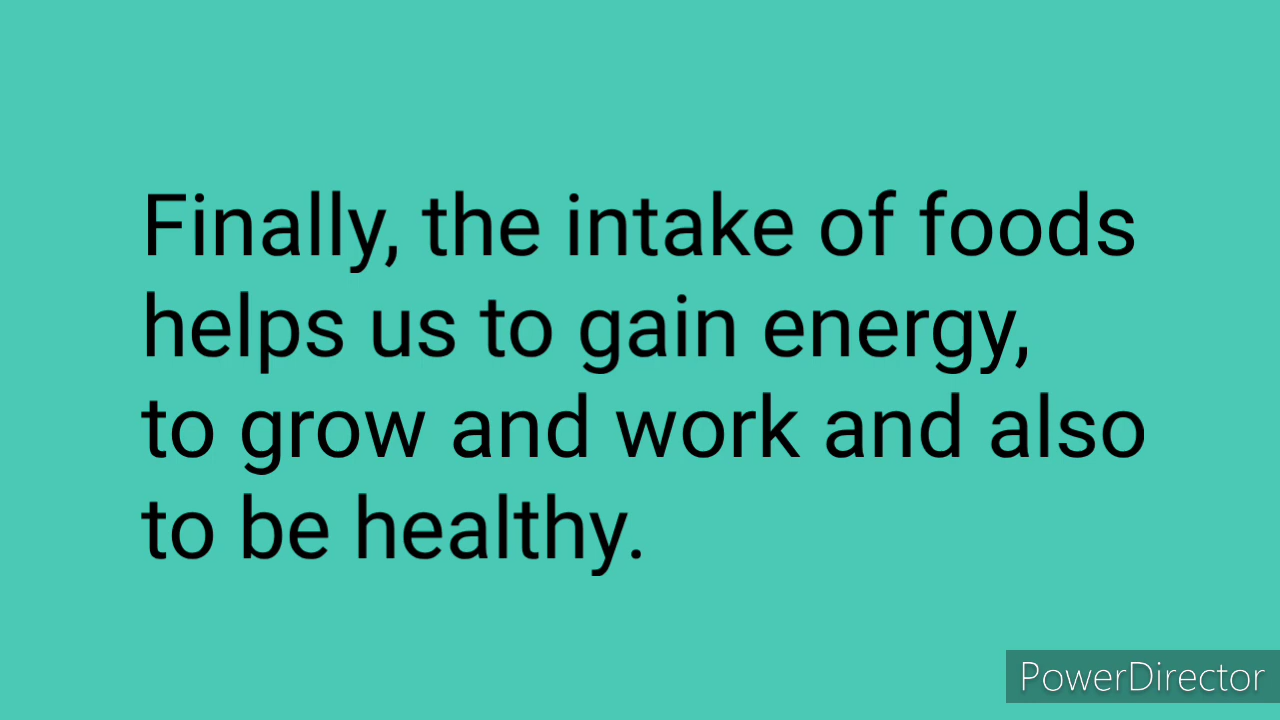 Finally, the intake of foods
helps us to gain energy,
to grow and work and also
to be healthy.
PowerDirector